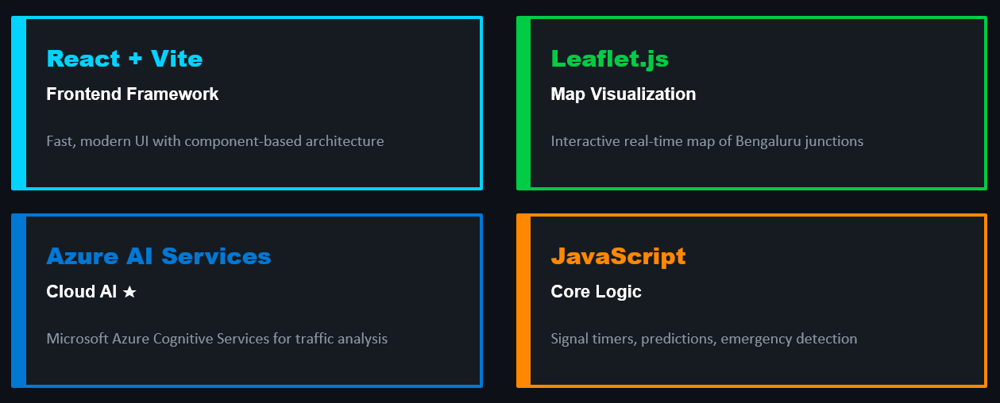 React + Vite
Frontend Framework
Fast, modern UI with component-based architecture
Leaflet.js
Map Visualization
Interactive real-time map of Bengaluru junctions
Azure AI Services
Cloud AI ★
Microsoft Azure Cognitive Services for traffic analysis
JavaScript
Core Logic
Signal timers, predictions, emergency detection